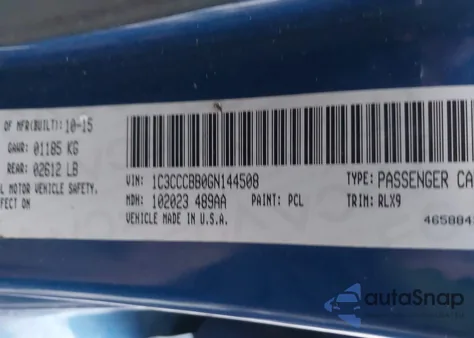 OF MFR(BUILT): 10-15
GAWR: 01185 KG
REAR: 02612 LB
L MOTOR VEHICLE SAFETY.
FECT ON
VIN: 1C3CCCBB0GN144508 TYPE: PASSENGER CA
MDH: 102023 489AA PAINT: PCL TRIM: RLX9
VEHICLE MADE IN U.S.A. 465884
autoSnap